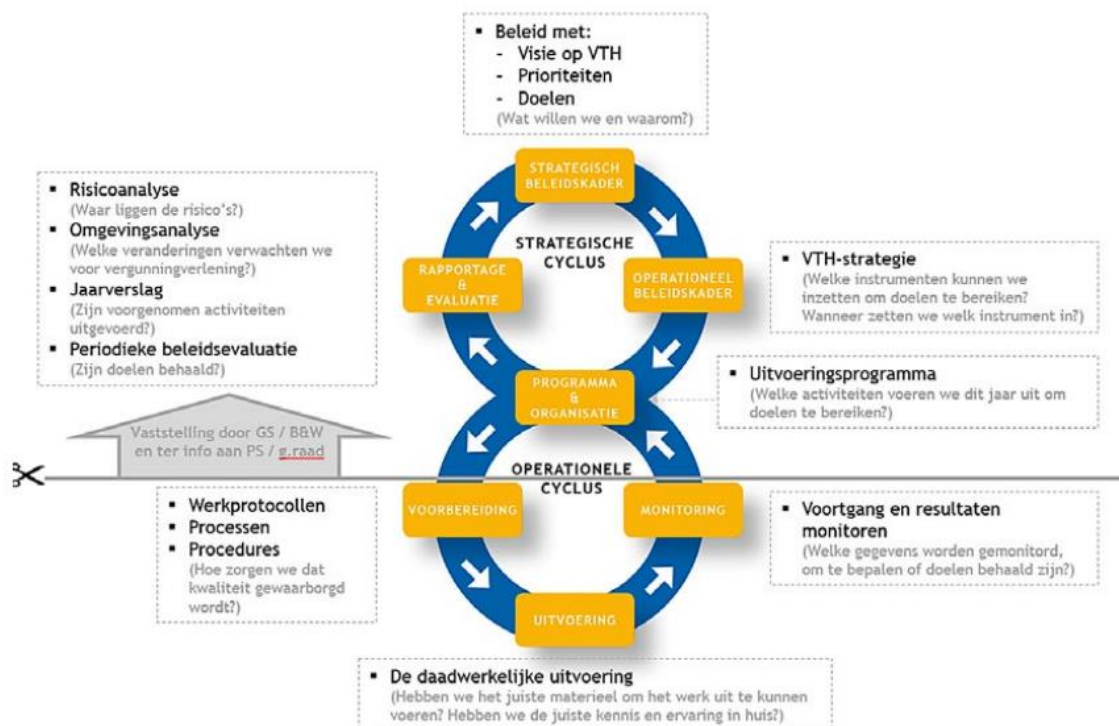 ▪ Beleid met:
- Visie op VTH
- Prioriteiten
- Doelen
(Wat willen we en waarom?)
STRATEGISCH
BELEIDSKADER
▪ Risicoanalyse
(Waar liggen de risico's?)
▪ Omgevingsanalyse
(Welke veranderingen verwachten we
voor vergunningverlening?)
▪ Jaarverslag
(Zijn voorgenomen activiteiten
uitgevoerd?)
▪ Periodieke beleidsevaluatie
(Zijn doelen behaald?)
STRATEGISCHE
CYCLUS
RAPPORTAGE
&
EVALUATIE
OPERATIONEEL
BELEIDSKADER
▪ VTH-strategie
(Welke instrumenten kunnen we
inzetten om doelen te bereiken?
Wanneer zetten we welk instrument in?)
PROGRAMMA
&
ORGANISATIE
▪ Uitvoeringsprogramma
(Welke activiteiten voeren we dit jaar uit om
doelen te bereiken?)
Vaststelling door GS / B&W
en ter info aan PS / g.raad
OPERATIONELE
CYCLUS
▪ Werkprotocollen
▪ Processen
▪ Procedures
(Hoe zorgen we dat
kwaliteit gewaarborgd
wordt?)
VOORBEREIDING
MONITORING
▪ Voortgang en resultaten
monitoren
(Welke gegevens worden gemonitord,
om te bepalen of doelen behaald zijn?)
UITVOERING
▪ De daadwerkelijke uitvoering
(Hebben we het juiste materieel om het werk uit te kunnen
voeren? Hebben we de juiste kennis en ervaring in huis?)